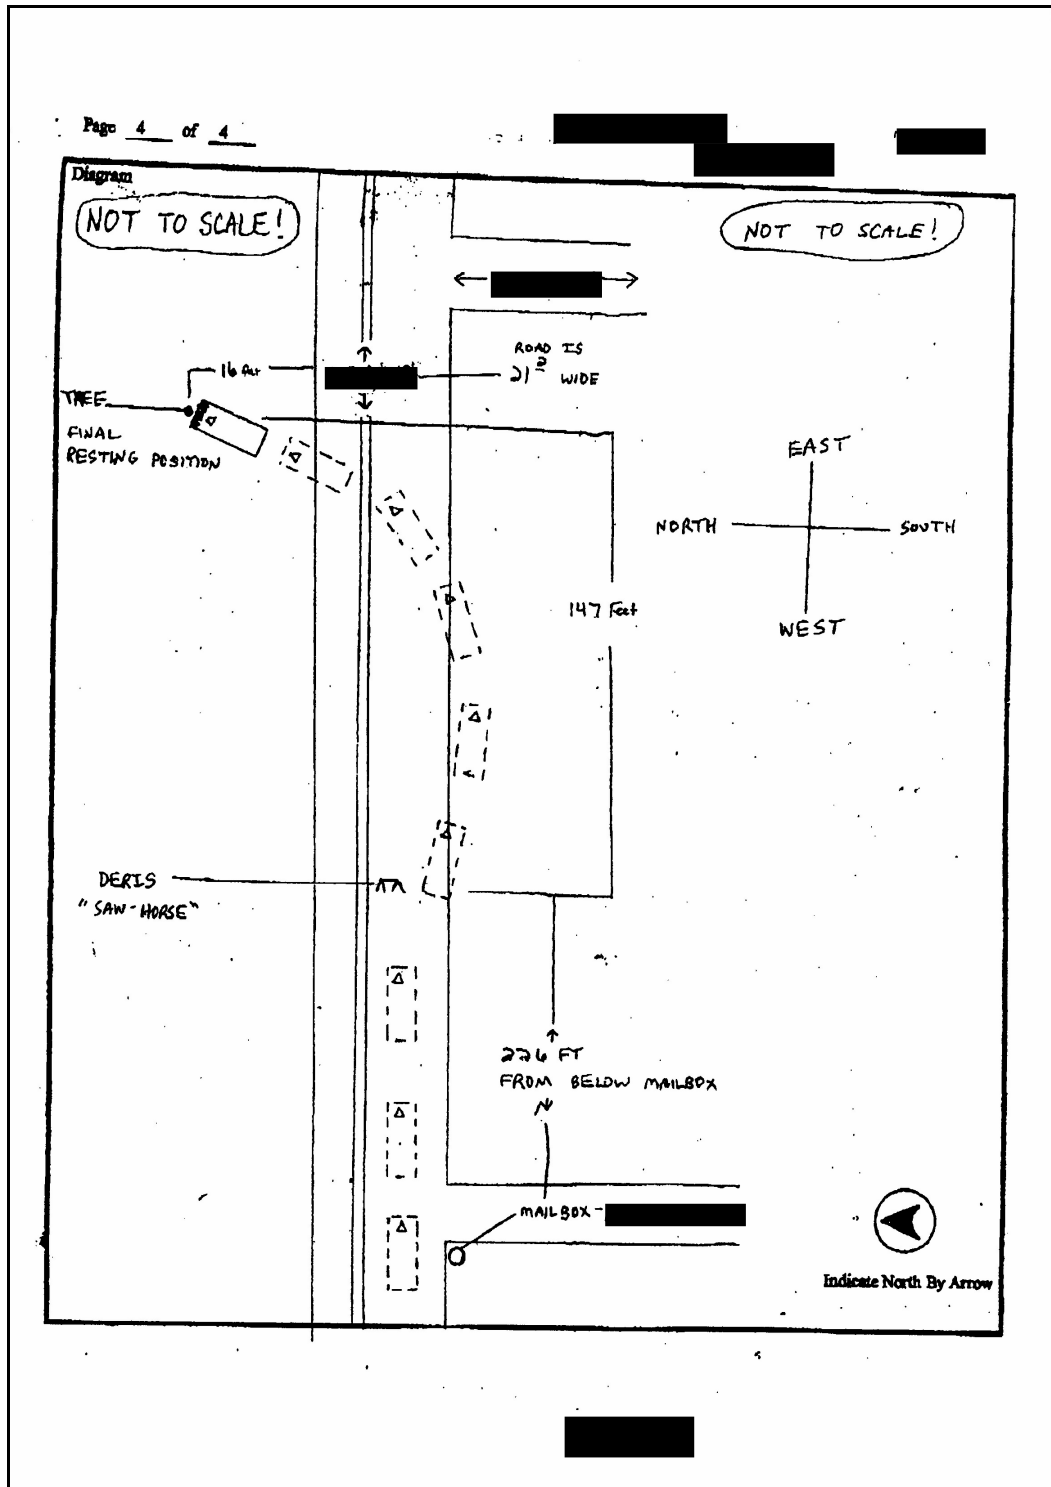 Page 4 of 4
Diagram
NOT TO SCALE!
NOT TO SCALE!
ROAD IS
21 2 WIDE
16 Feet
TREE
FINAL
RESTING POSITION
EAST
NORTH
SOUTH
WEST
147 Feet
DERIS
"SAW-HORSE"
226 FT
FROM BELOW MAILBOX
MAILBOX-
Indicate North By Arrow